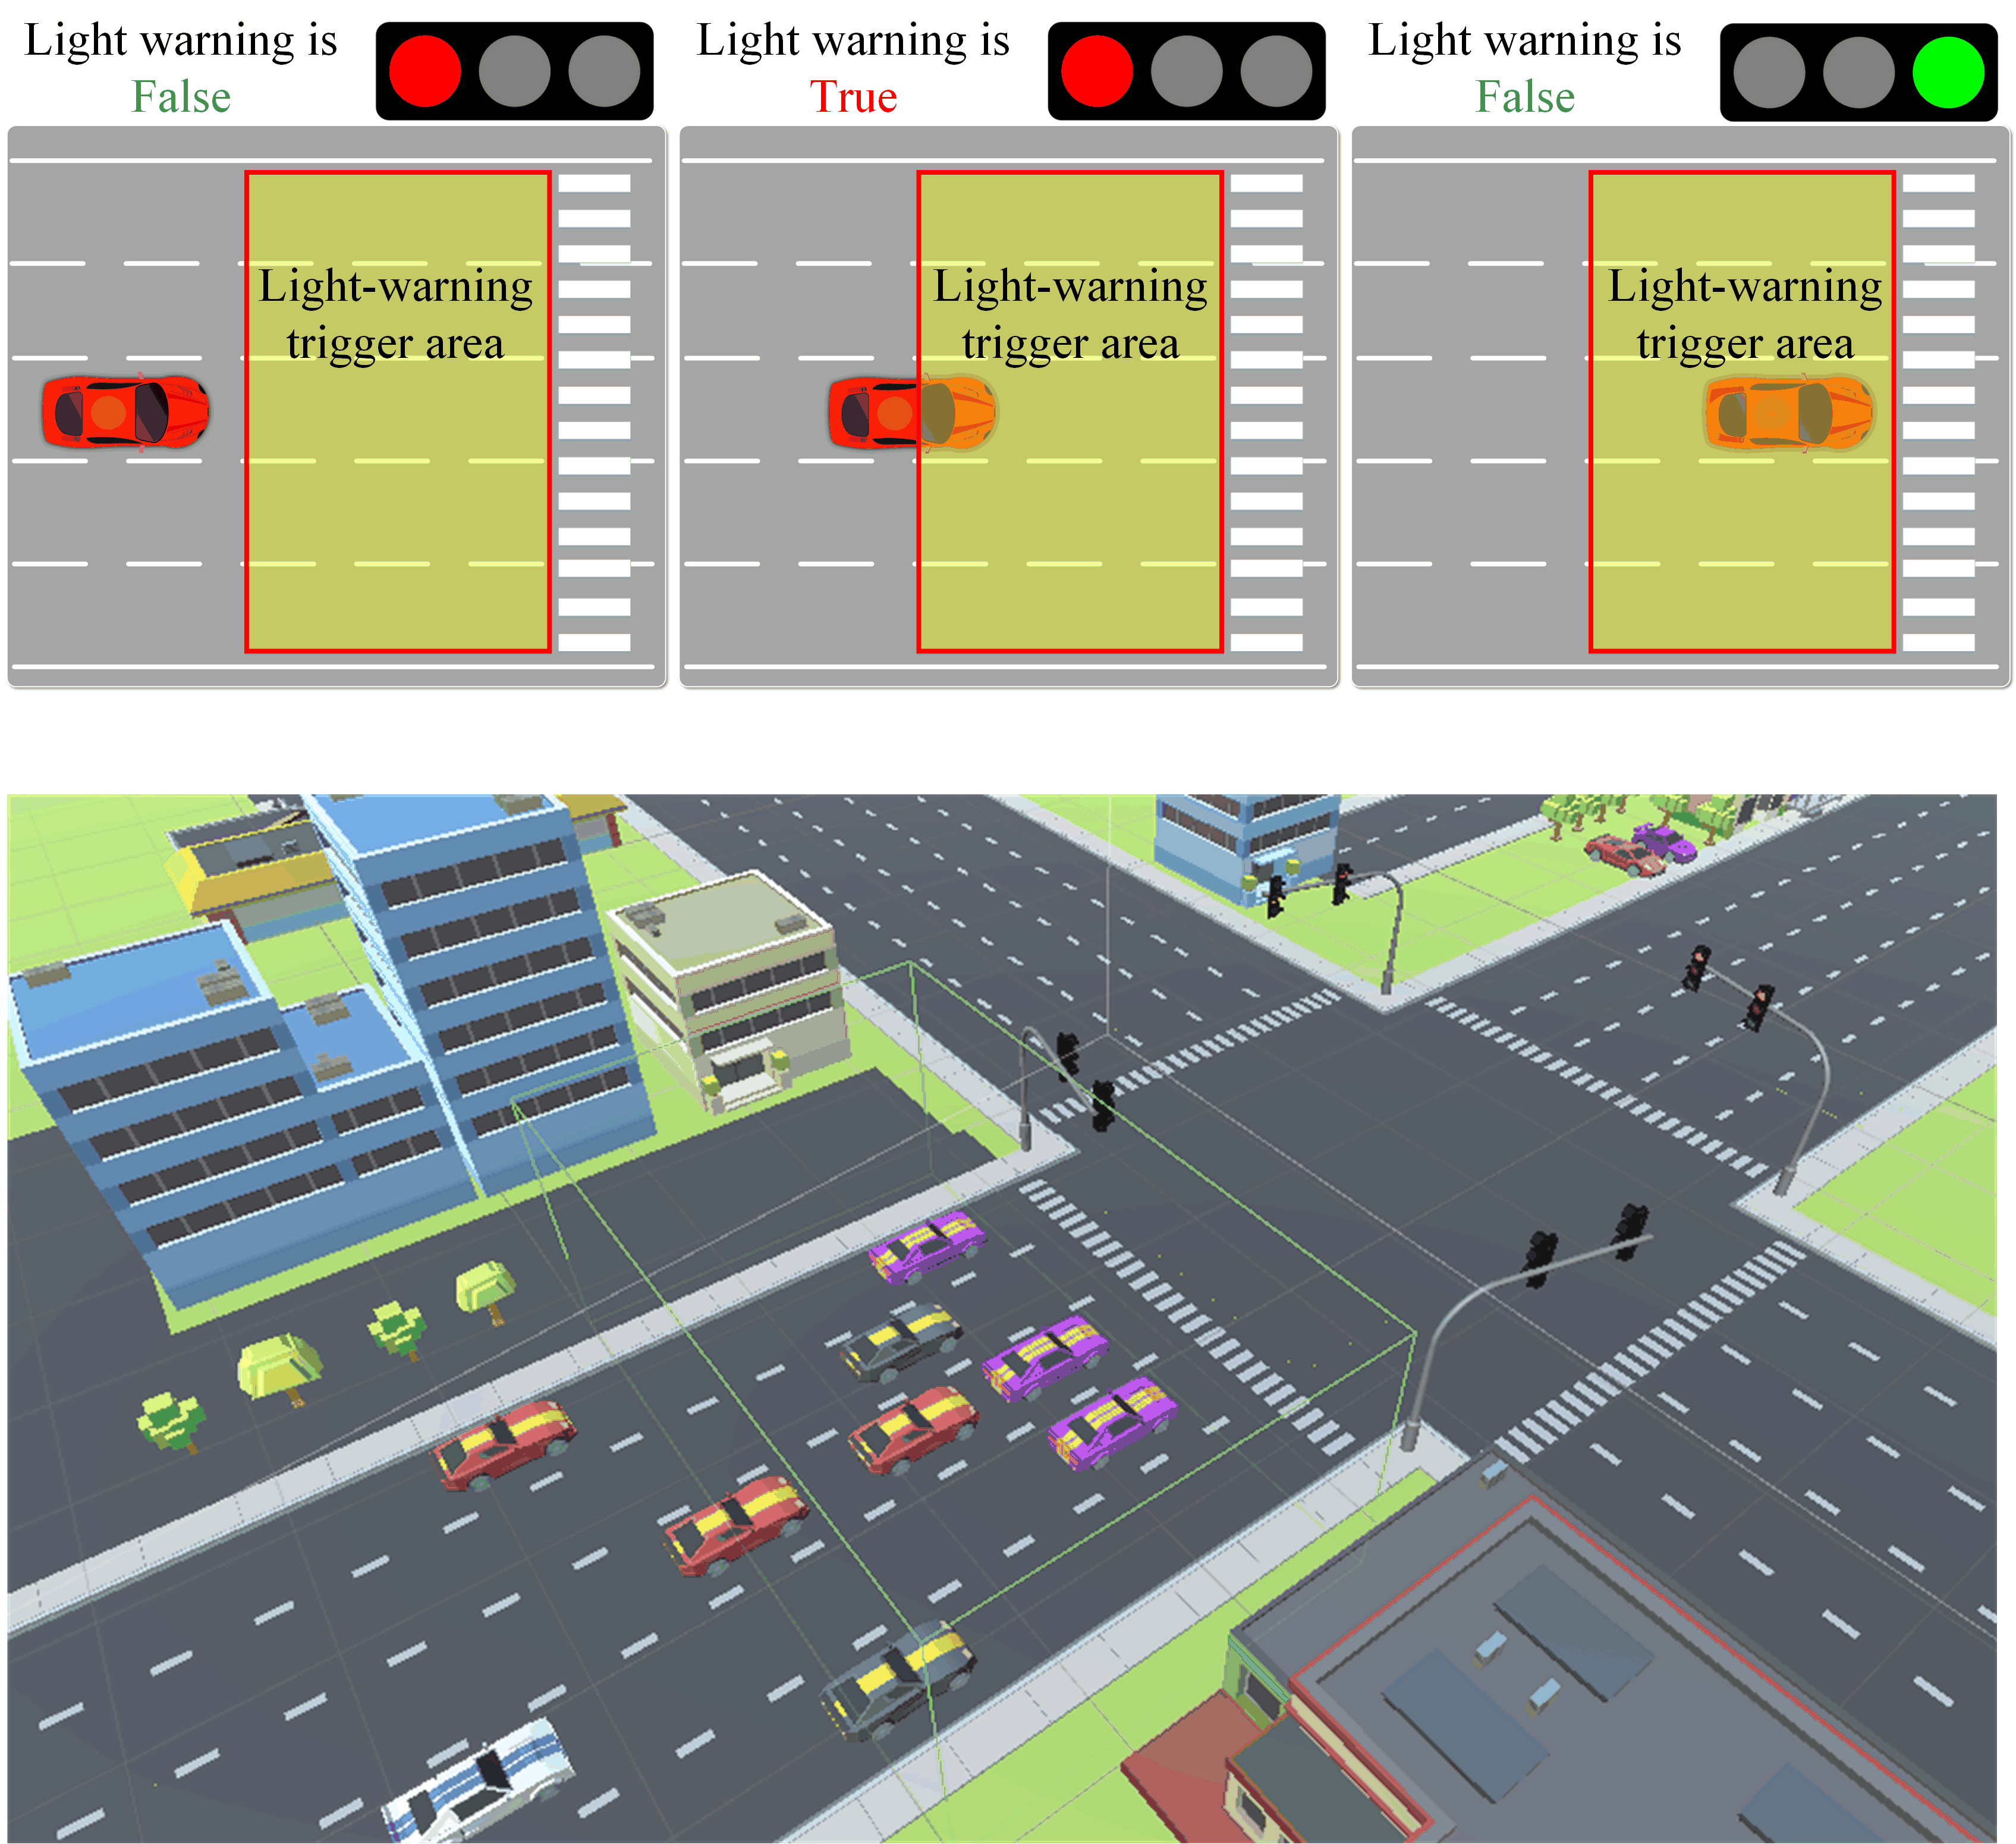 Light warning is
False
Light warning is
True
Light warning is
False
Light-warning
trigger area
Light-warning
trigger area
Light-warning
trigger area